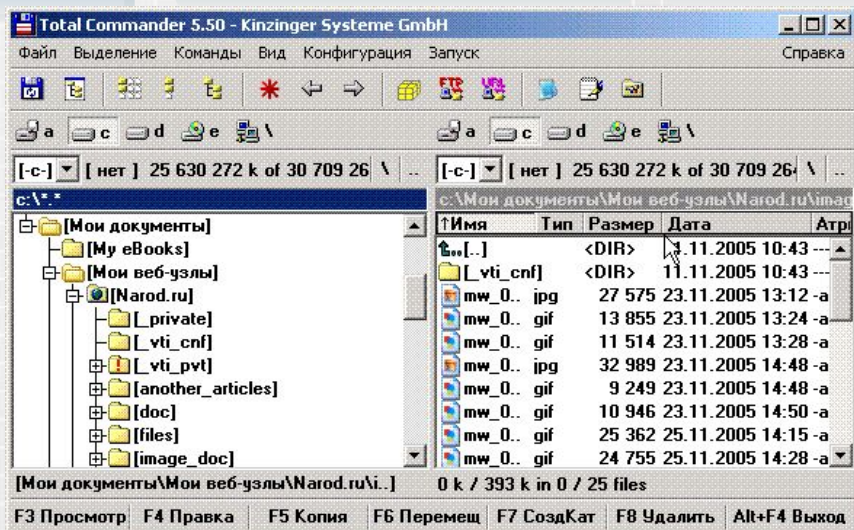 Total Commander 5.50 - Kinzinger Systeme GmbH
Файл Выделение Команды Вид Конфигурация Запуск Справка
FTP URL
a c d e \ a c d e \
[-c-] [ нет ] 25 630 272 k of 30 709 26 \ .. [-c-] [ нет ] 25 630 272 k of 30 709 264 \ ..
c:\*.* c:\Мои документы\Мои веб-узлы\Narod.ru\imag
[Мои документы] ↑Имя Тип Размер Дата Атри
[My eBooks] [..] <DIR> 11.11.2005 10:43 ---
[Мои веб-узлы] [_vti_cnf] <DIR> 11.11.2005 10:43 ---
[Narod.ru] mw_0.. jpg 27 575 23.11.2005 13:12 -a
[_private] mw_0.. gif 13 855 23.11.2005 13:24 -a
[_vti_cnf] mw_0.. gif 11 514 23.11.2005 13:28 -a
[_vti_pvt] mw_0.. jpg 32 989 23.11.2005 14:48 -a
[another_articles] mw_0.. gif 9 249 23.11.2005 14:48 -a
[doc] mw_0.. gif 10 946 23.11.2005 14:50 -a
[files] mw_0.. gif 25 362 25.11.2005 14:15 -a
[image_doc] mw_0.. gif 24 755 25.11.2005 14:28 -a
[Мои документы\Мои веб-узлы\Narod.ru\i..] 0 k / 393 k in 0 / 25 files
F3 Просмотр F4 Правка F5 Копия F6 Перемещ F7 СоздКат F8 Удалить Alt+F4 Выход